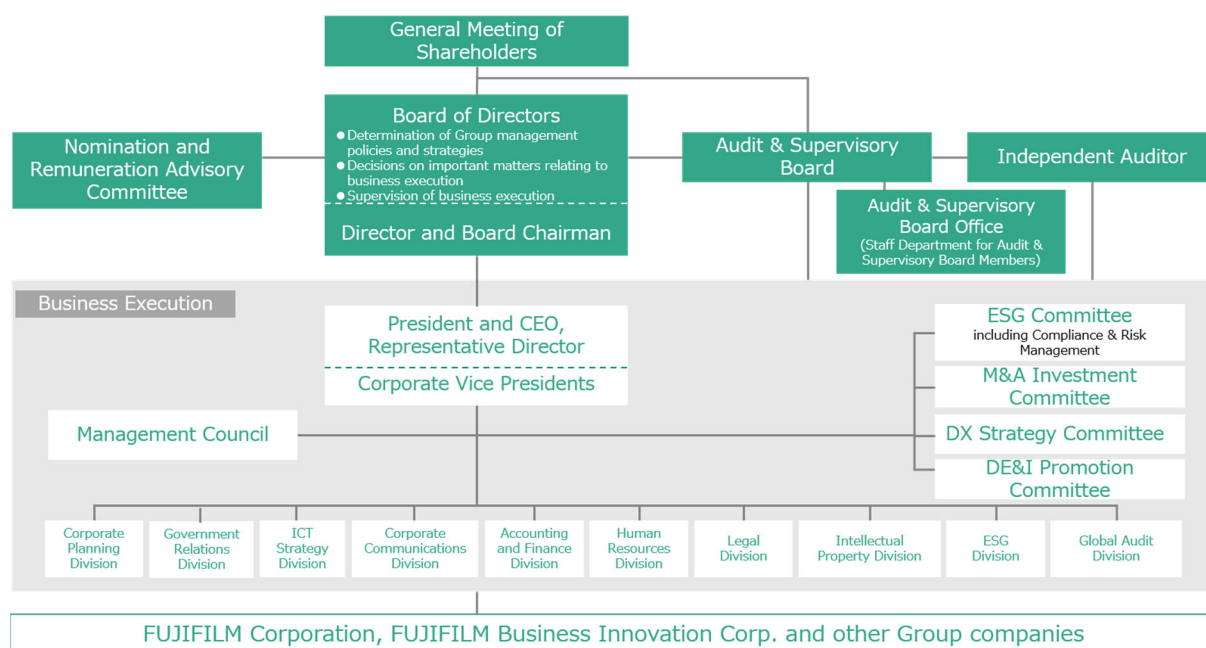 General Meeting of
Shareholders
Board of Directors
● Determination of Group management
policies and strategies
● Decisions on important matters relating to
business execution
● Supervision of business execution
Director and Board Chairman
Nomination and
Remuneration Advisory
Committee
Audit & Supervisory
Board
Independent Auditor
Audit & Supervisory
Board Office
(Staff Department for Audit &
Supervisory Board Members)
Business Execution
President and CEO,
Representative Director
Corporate Vice Presidents
Management Council
ESG Committee
including Compliance & Risk
Management
M&A Investment
Committee
DX Strategy Committee
DE&I Promotion
Committee
Corporate
Planning
Division
Government
Relations
Division
ICT
Strategy
Division
Corporate
Communications
Division
Accounting
and Finance
Division
Human
Resources
Division
Legal
Division
Intellectual
Property Division
ESG
Division
Global Audit
Division
FUJIFILM Corporation, FUJIFILM Business Innovation Corp. and other Group companies